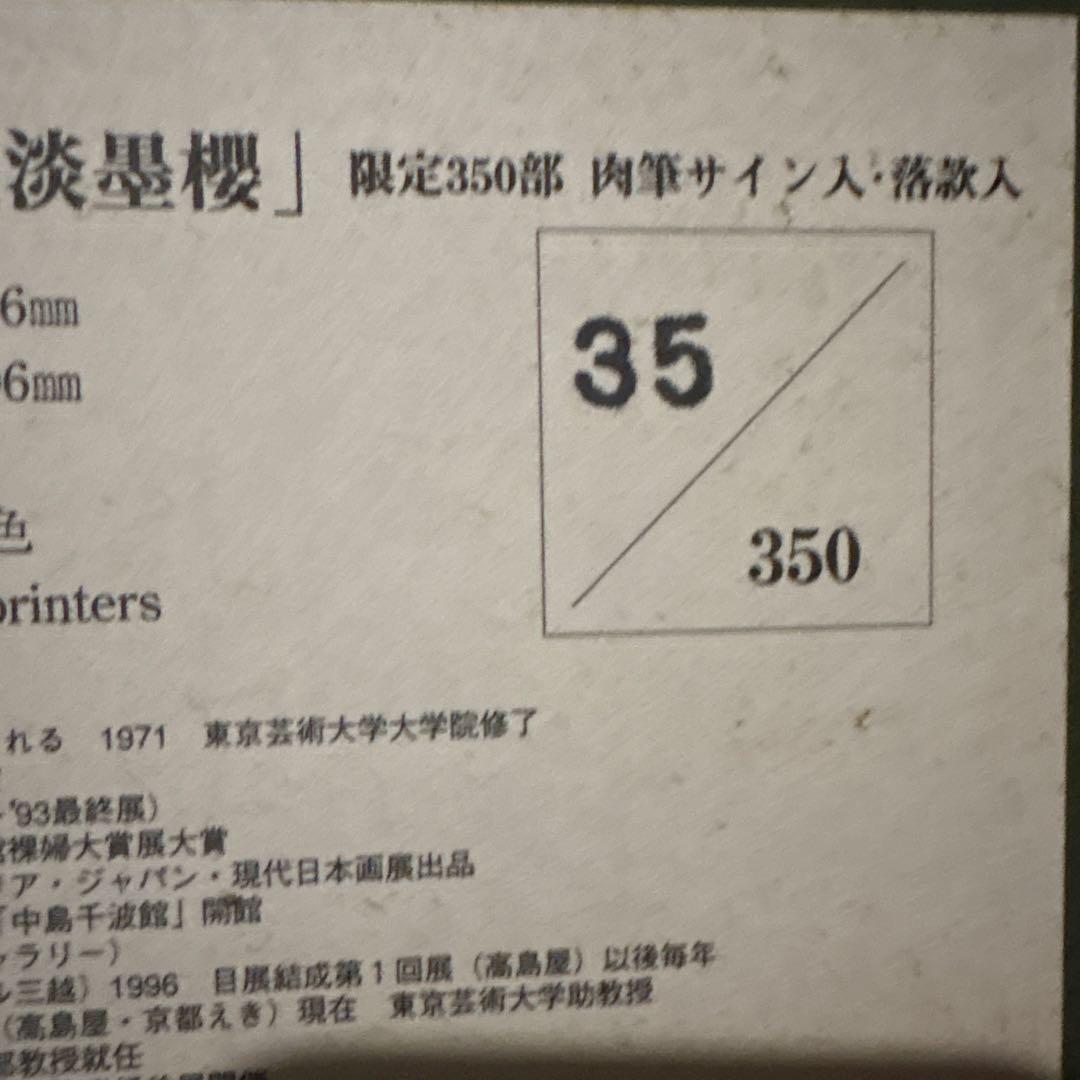 淡墨櫻」 限定350部 肉筆サイン入・落款入
6mm
6mm
35
350
色
printers
れる 1971 東京芸術大学大学院修了
'93最終展）
裸婦大賞展大賞
リア・ジャパン・現代日本画展出品
「中島千波館」開館
ャラリー）
ル三越）1996 目展結成第1回展（高島屋）以後毎年
（高島屋・京都えき）現在 東京芸術大学助教授
部教授就任